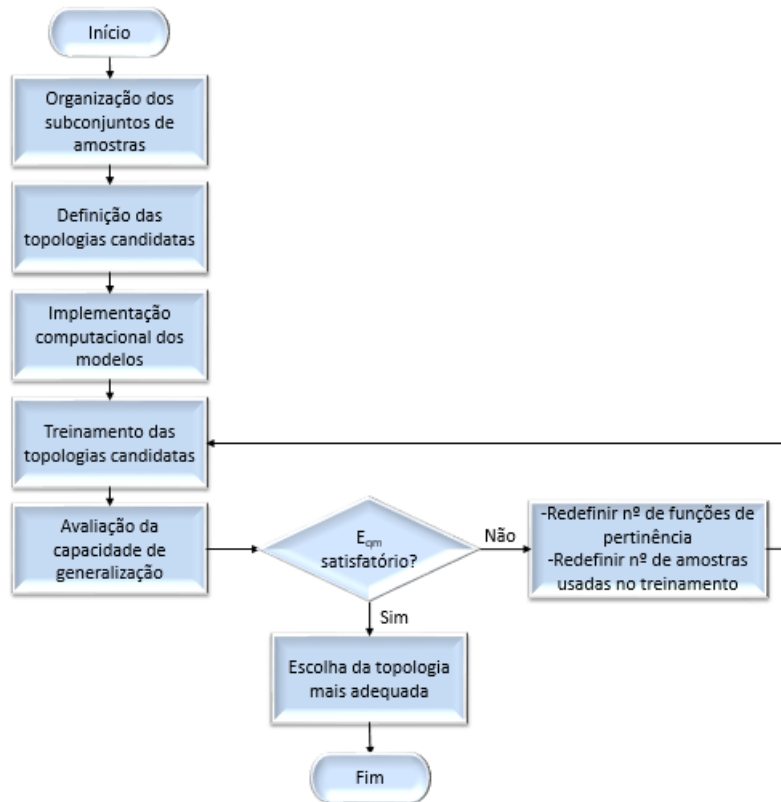 Início
Organização dos
subconjuntos de
amostras
Definição das
topologias candidatas
Implementação
computacional dos
modelos
Treinamento das
topologias candidatas
Avaliação da
capacidade de
generalização
Eqm
satisfatório?
Não
-Redefinir nº de funções de
pertinência
-Redefinir nº de amostras
usadas no treinamento
Sim
Escolha da topologia
mais adequada
Fim